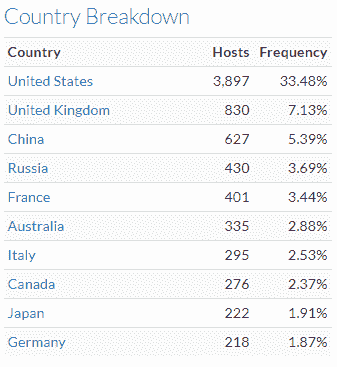 Country Breakdown
Country Hosts Frequency
United States 3,897 33.48%
United Kingdom 830 7.13%
China 627 5.39%
Russia 430 3.69%
France 401 3.44%
Australia 335 2.88%
Italy 295 2.53%
Canada 276 2.37%
Japan 222 1.91%
Germany 218 1.87%